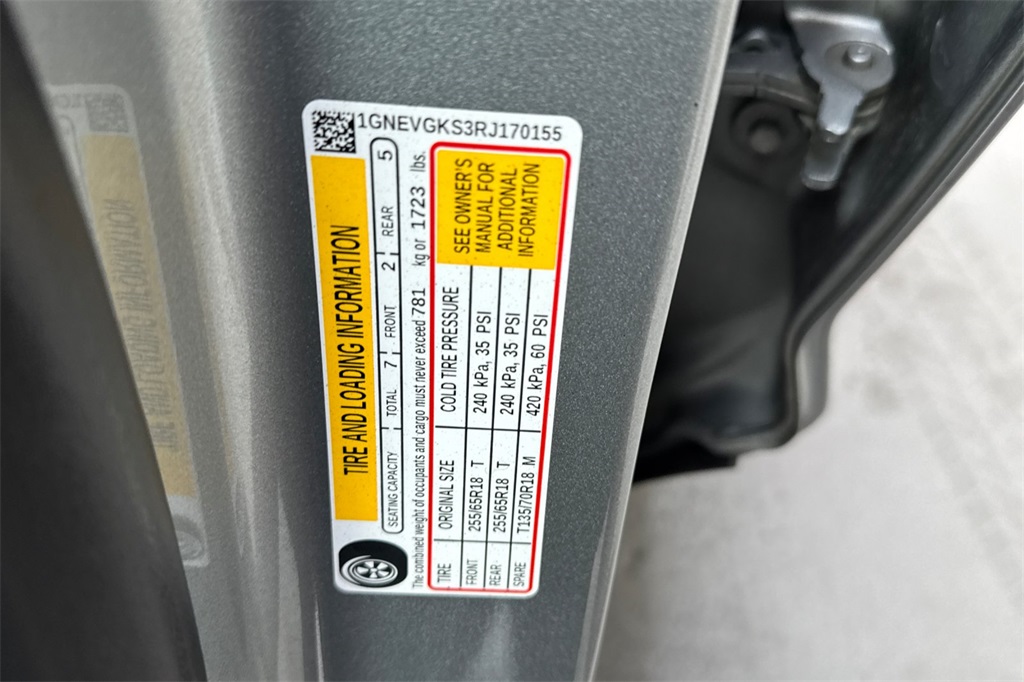 1GNEVGKS3RJ170155
TIRE AND LOADING INFORMATION
SEATING CAPACITY TOTAL 7 FRONT 2 REAR 5
The combined weight of occupants and cargo must never exceed 781 kg or 1723 lbs.
TIRE ORIGINAL SIZE COLD TIRE PRESSURE
FRONT 255/65R18 T 240 kPa, 35 PSI
REAR 255/65R18 T 240 kPa, 35 PSI
SPARE T135/70R18 M 420 kPa, 60 PSI
SEE OWNER'S
MANUAL FOR
ADDITIONAL
INFORMATION